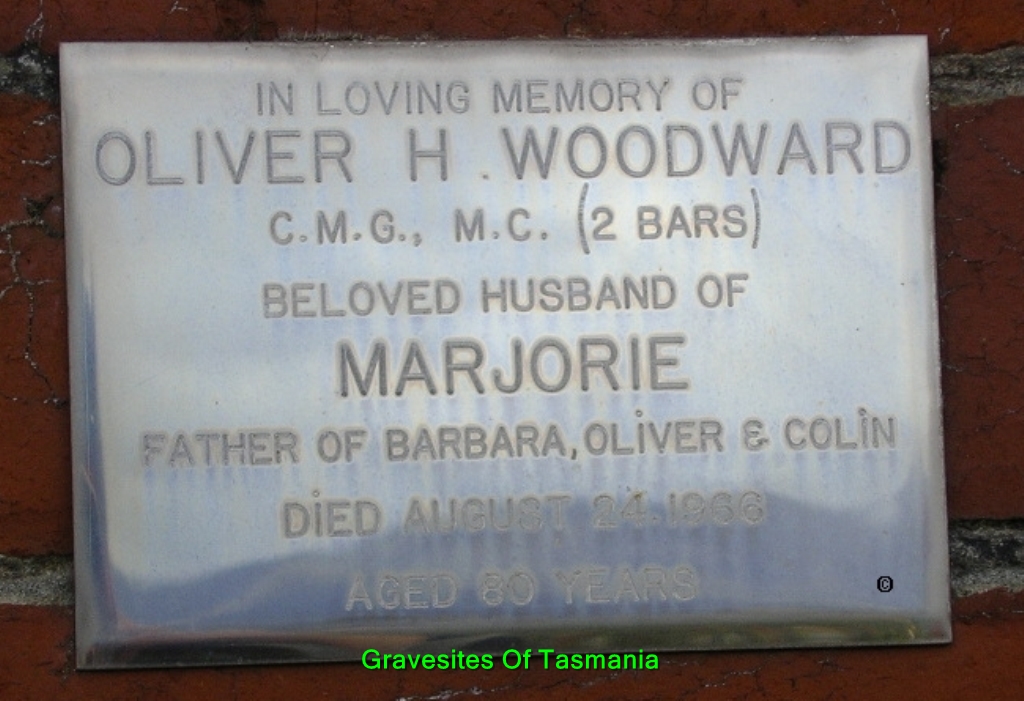 IN LOVING MEMORY OF
OLIVER H. WOODWARD
C.M.G., M.C. (2 BARS)
BELOVED HUSBAND OF
MARJORIE
FATHER OF BARBARA, OLiVER & COLiN
DiED AUGUST 24.1966
AGED 80 YEARS
©
Gravesites Of Tasmania